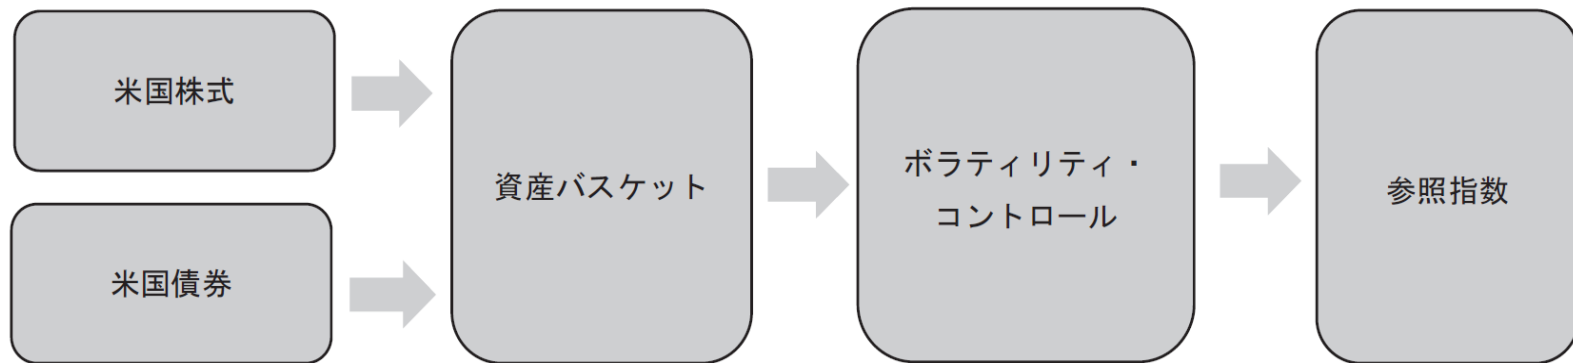 米国株式
米国債券
資産バスケット
ボラティリティ・
コントロール
参照指数